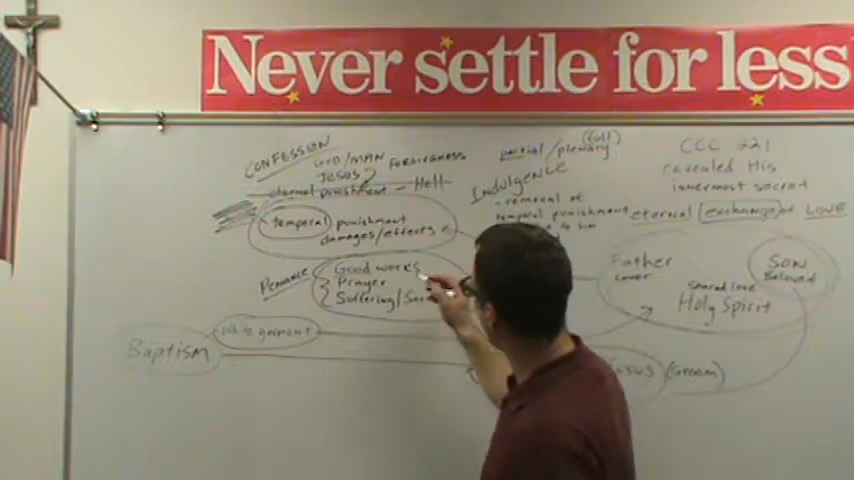 Never settle for less
CONFESSION
GOD/MAN
JESUS
FORGIVENESS
eternal punishment - Hell
temporal punishment
damages/effects
PENANCE
Good works
Prayer
Suffering/
Baptism
white garment
partial/plenary
(full)
Indulgence
- removal of
temporal punishment
to sin
CCC 221
revealed His
innermost secret
eternal exchange of LOVE
Father
Lover
Son
Beloved
shared love
Holy Spirit
Jesus (Groom)